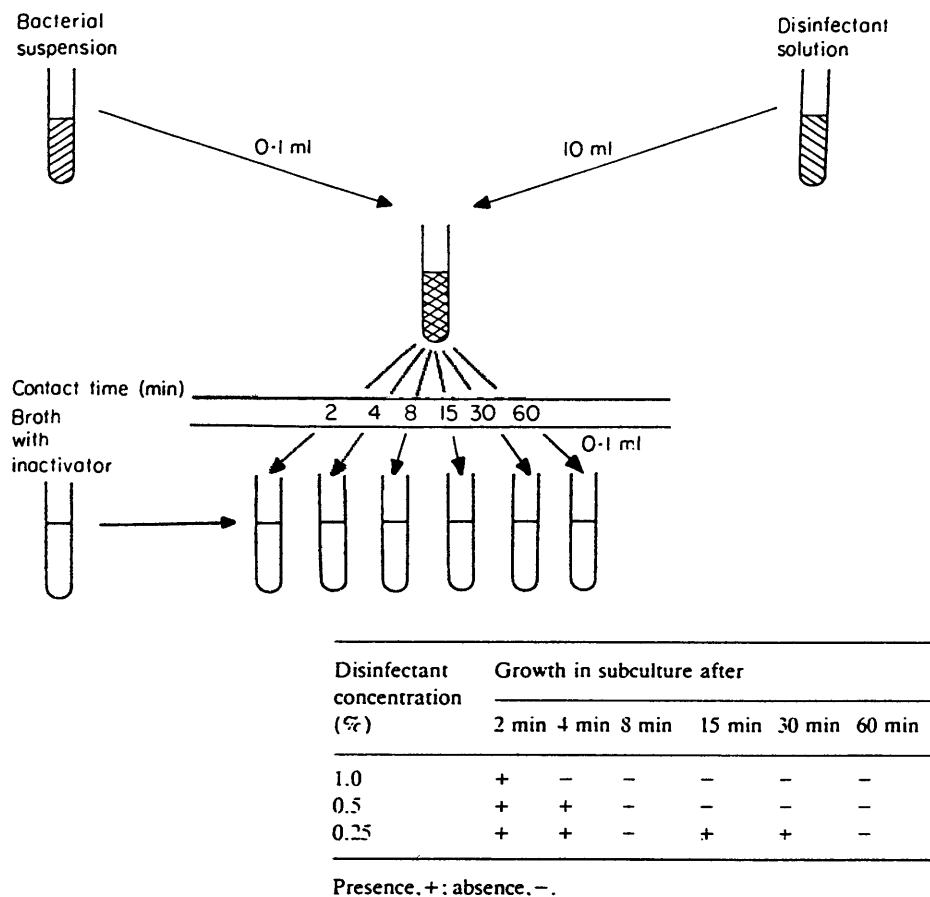 Bacterial
suspension
Disinfectant
solution
0·1 ml
10 ml
Contact time (min)
2 4 8 15 30 60
Broth
with
inactivator
0·1 ml
Disinfectant
concentration
(%)
Growth in subculture after
2 min 4 min 8 min 15 min 30 min 60 min
1.0 + – – – – –
0.5 + + – – – –
0.25 + + – + + –
Presence, +; absence, –.